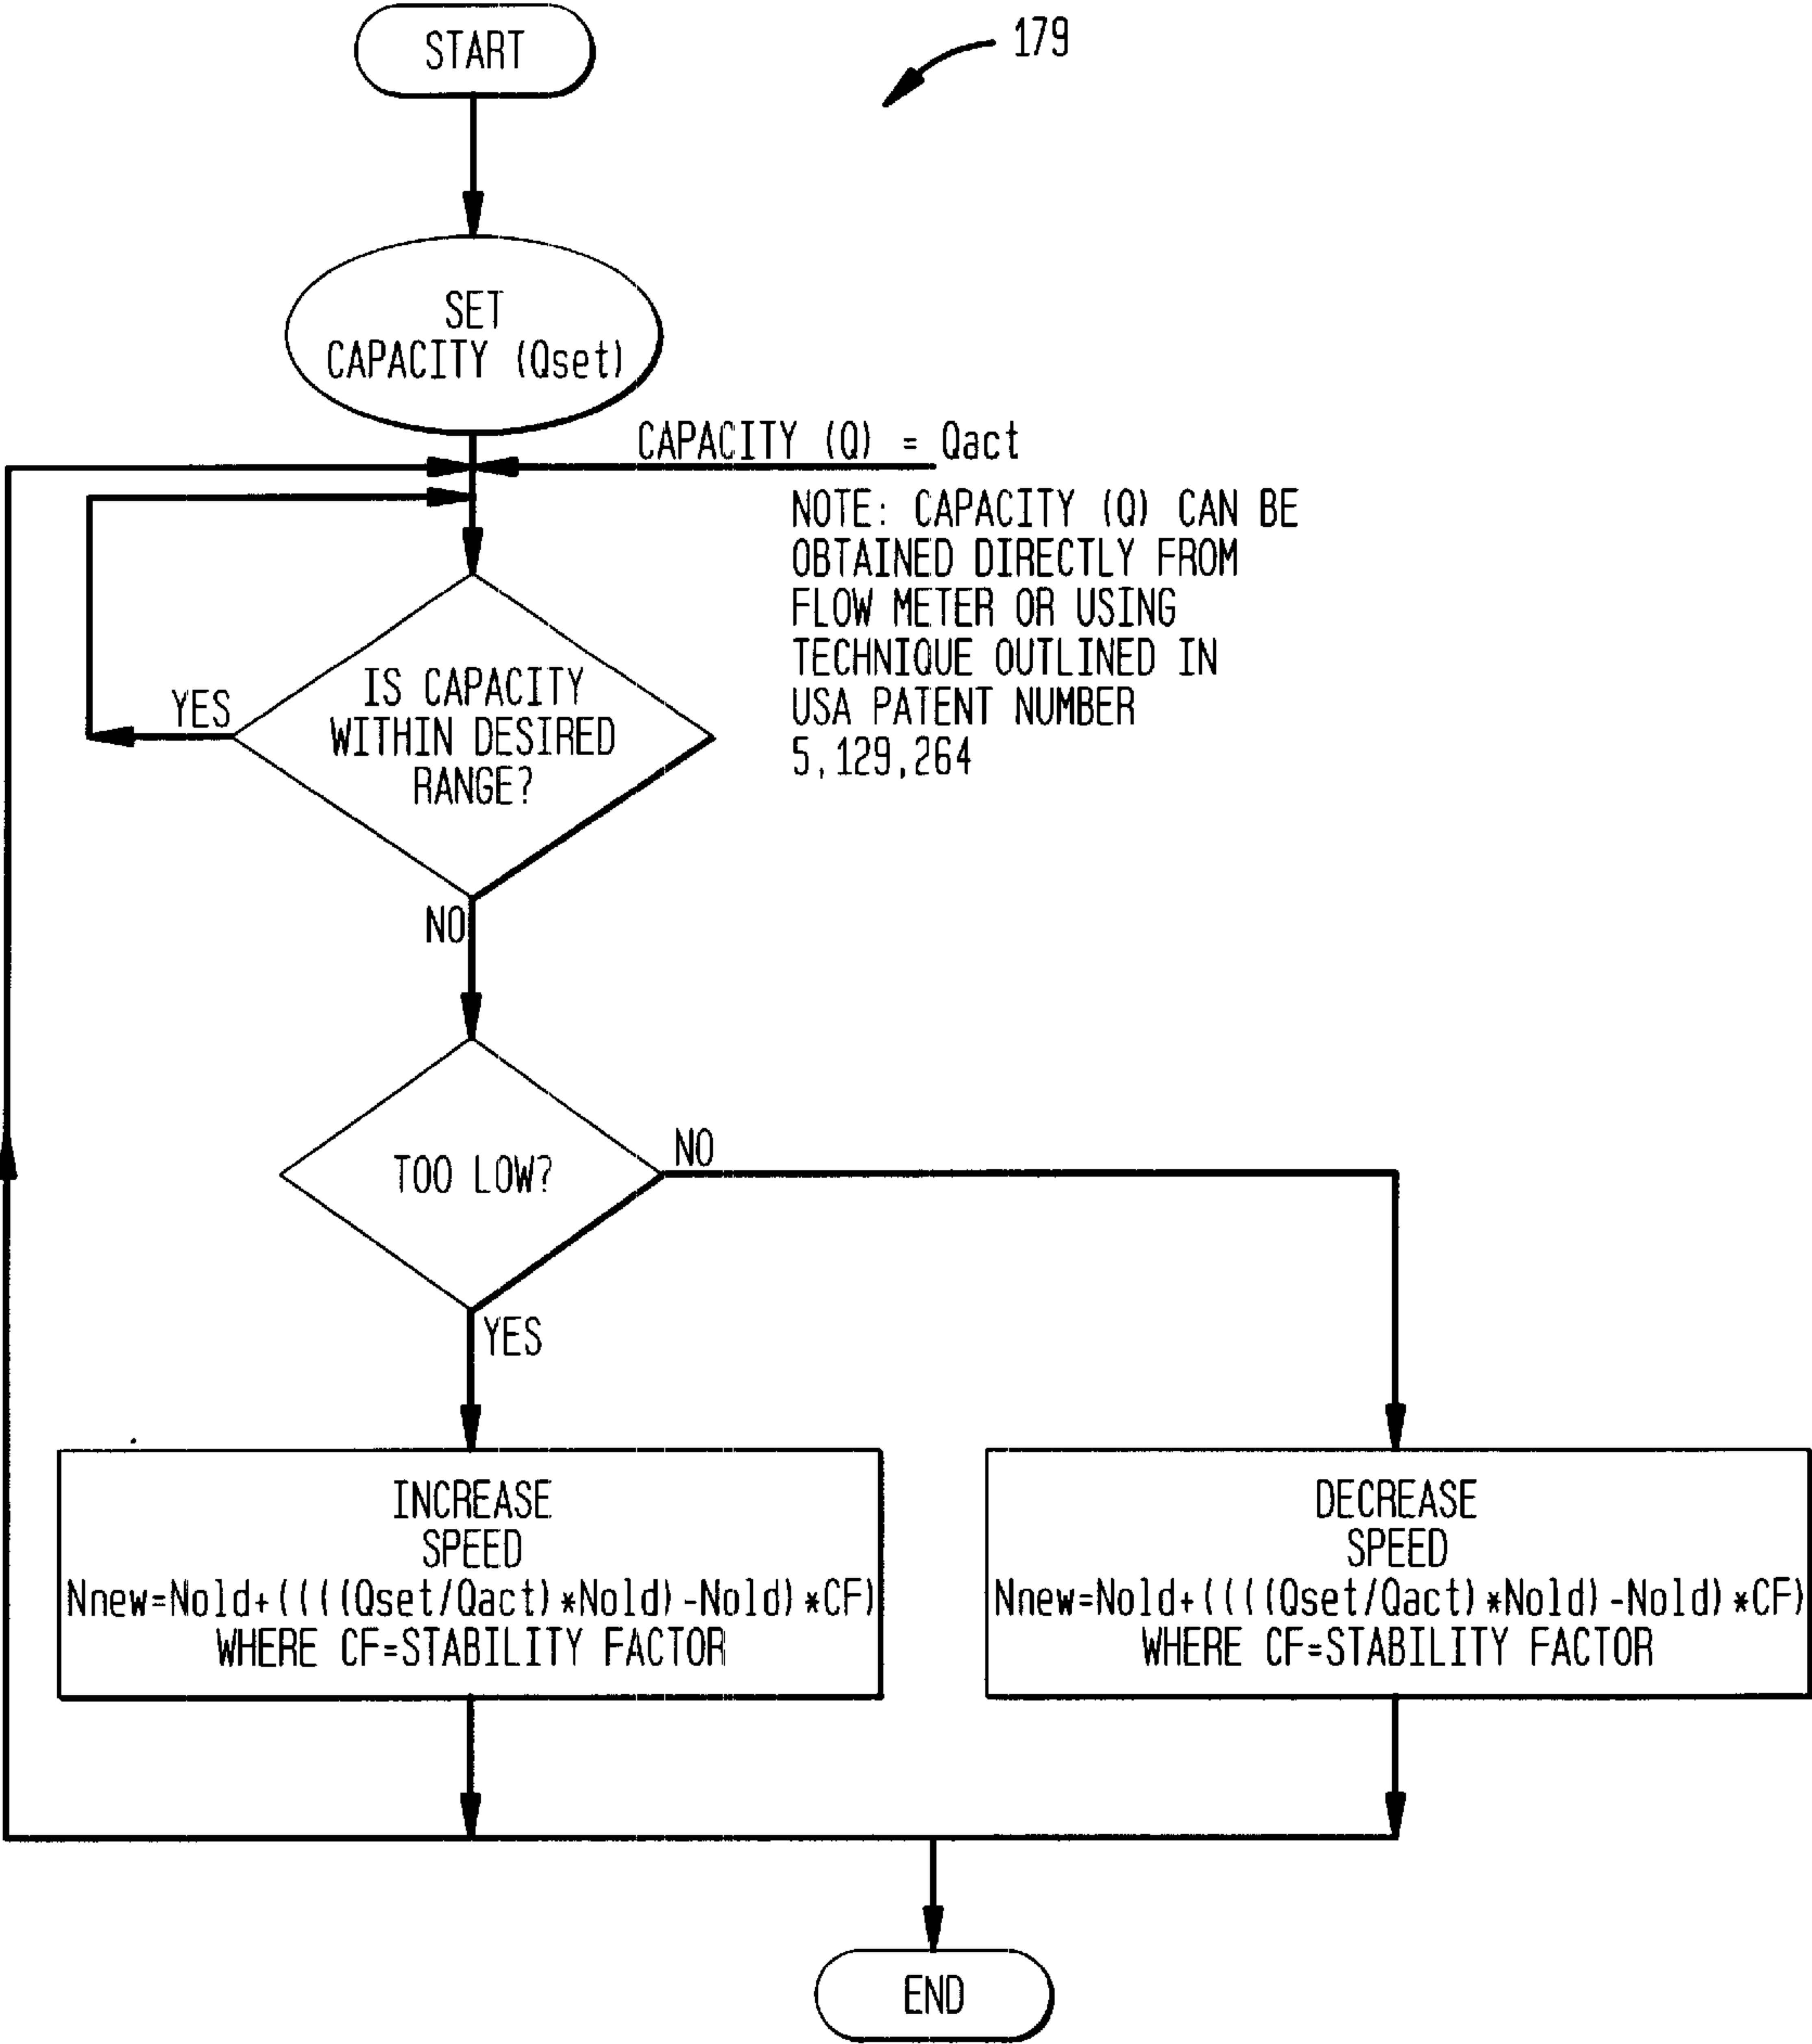 START
179
SET
CAPACITY (Qset)
CAPACITY (Q) = Qact
NOTE: CAPACITY (Q) CAN BE
OBTAINED DIRECTLY FROM
FLOW METER OR USING
TECHNIQUE OUTLINED IN
USA PATENT NUMBER
5,129,264
YES
IS CAPACITY
WITHIN DESIRED
RANGE?
NO
TOO LOW?
NO
YES
INCREASE
SPEED
Nnew=Nold+((((Qset/Qact)*Nold)-Nold)*CF)
WHERE CF=STABILITY FACTOR
DECREASE
SPEED
Nnew=Nold+((((Qset/Qact)*Nold)-Nold)*CF)
WHERE CF=STABILITY FACTOR
END